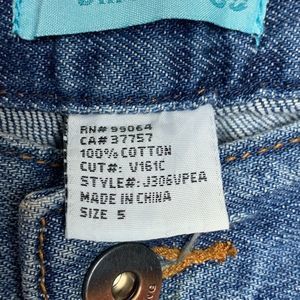 RN# 99064
CA# 37757
100% COTTON
CUT#: V161C
STYLE#: J306VPEA
MADE IN CHINA
SIZE 5